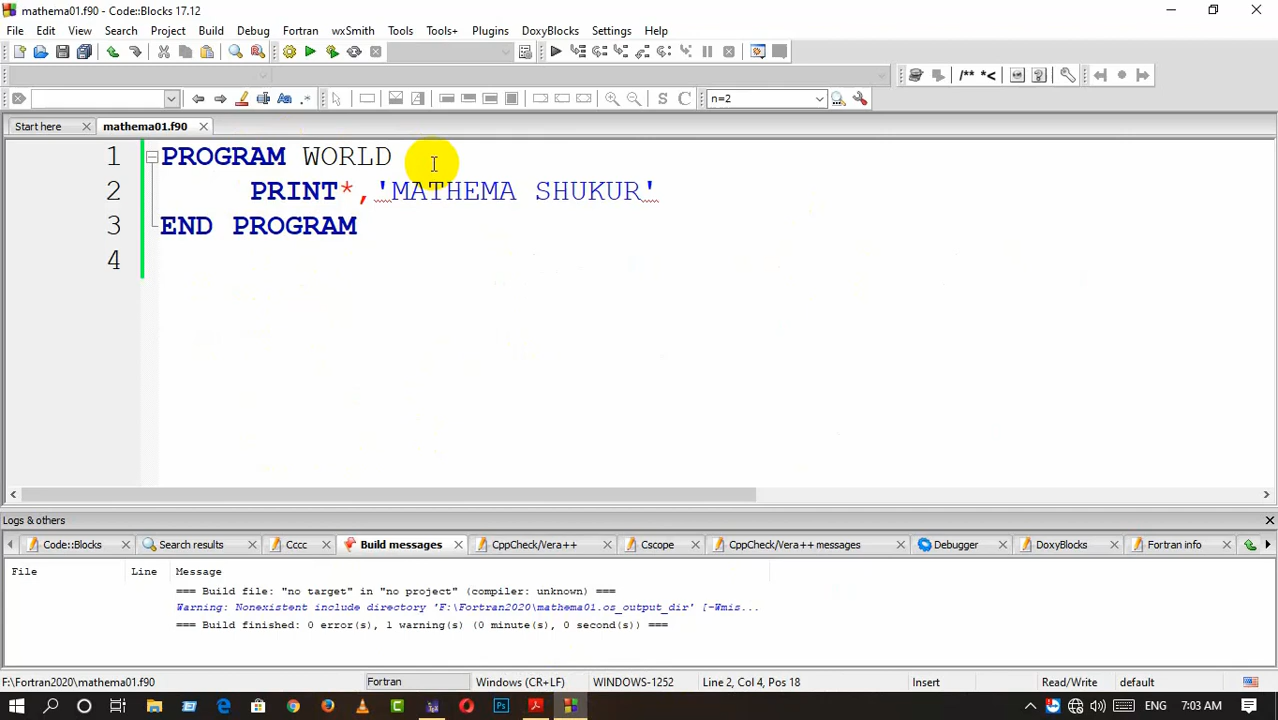 mathema01.f90 - Code::Blocks 17.12
File Edit View Search Project Build Debug Fortran wxSmith Tools Tools+ Plugins DoxyBlocks Settings Help
/** *<
Aa .* S C n=2
Start here mathema01.f90
1 PROGRAM WORLD
2 PRINT*,'MATHEMA SHUKUR'
3 END PROGRAM
4
Logs & others
Code::Blocks Search results Cccc Build messages CppCheck/Vera++ Cscope CppCheck/Vera++ messages Debugger DoxyBlocks Fortran info
File Line Message
=== Build file: "no target" in "no project" (compiler: unknown) ===
Warning: Nonexistent include directory 'F:\Fortran2020\mathema01.os_output_dir' [-Wmis...
=== Build finished: 0 error(s), 1 warning(s) (0 minute(s), 0 second(s)) ===
F:\Fortran2020\mathema01.f90 Fortran Windows (CR+LF) WINDOWS-1252 Line 2, Col 4, Pos 18 Insert Read/Write default
Ps ENG 7:03 AM